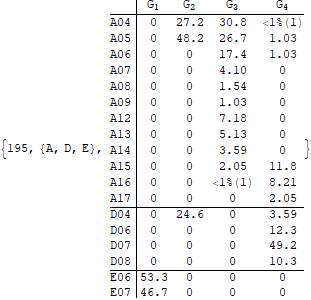 G1 G2 G3 G4
A04 0 27.2 30.8 <1%(1)
A05 0 48.2 26.7 1.03
A06 0 0 17.4 1.03
A07 0 0 4.10 0
A08 0 0 1.54 0
A09 0 0 1.03 0
A12 0 0 7.18 0
A13 0 0 5.13 0
{195, {A, D, E}, A14 0 0 3.59 0 }
A15 0 0 2.05 11.8
A16 0 0 <1%(1) 8.21
A17 0 0 0 2.05
D04 0 24.6 0 3.59
D06 0 0 0 12.3
D07 0 0 0 49.2
D08 0 0 0 10.3
E06 53.3 0 0 0
E07 46.7 0 0 0